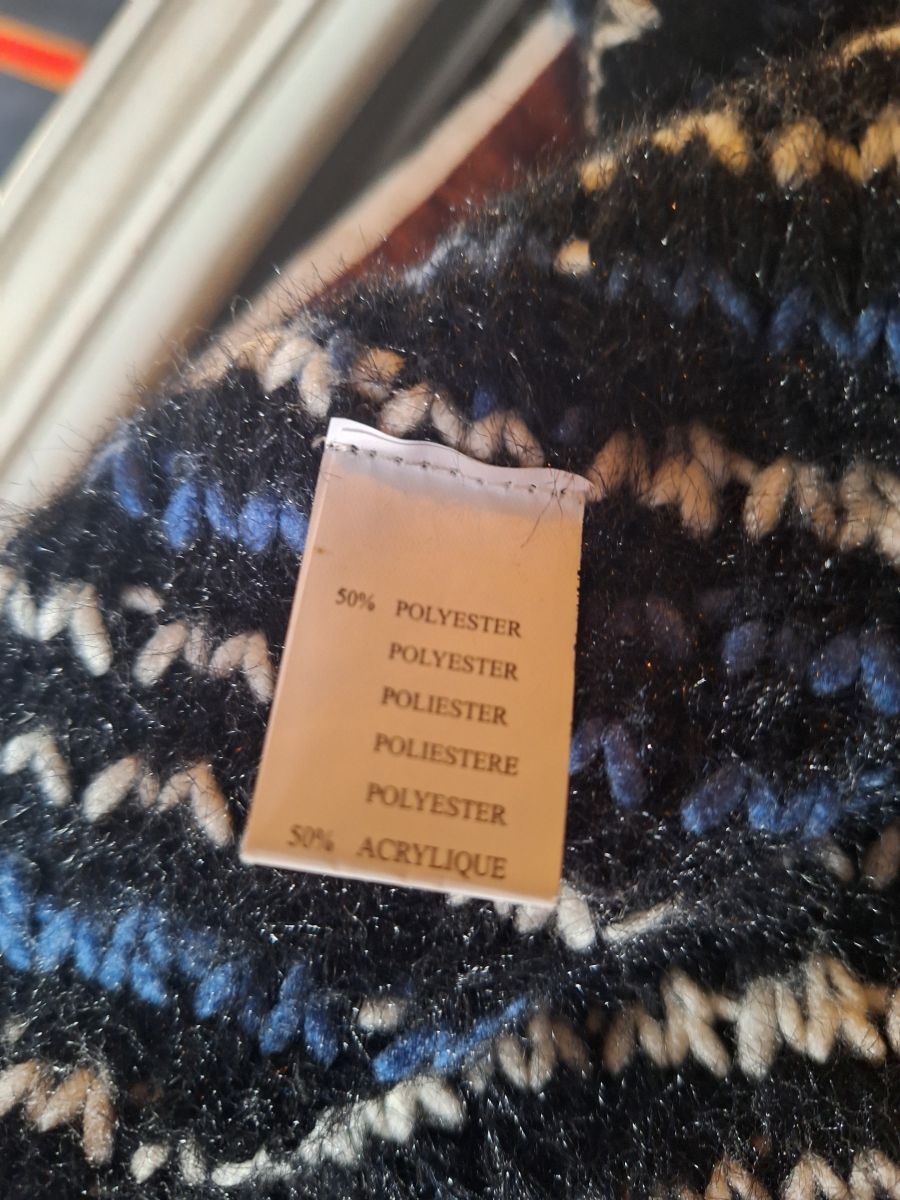 50% POLYESTER
POLYESTER
POLIESTER
POLIESTERE
POLYESTER
50% ACRYLIQUE